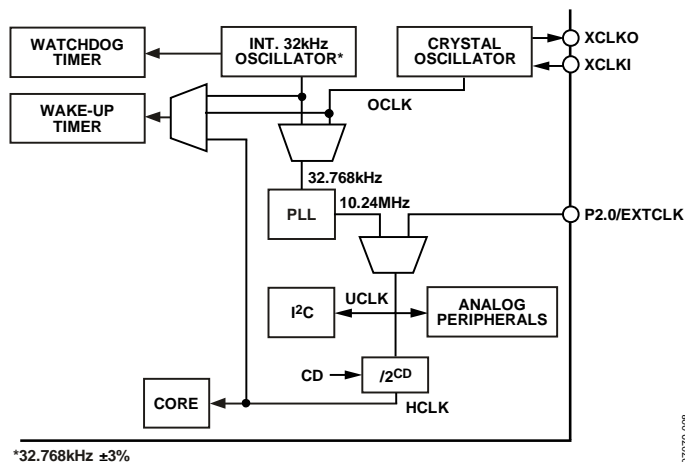 WATCHDOG
TIMER
INT. 32kHz
OSCILLATOR*
CRYSTAL
OSCILLATOR
XCLKO
XCLKI
WAKE-UP
TIMER
OCLK
32.768kHz
PLL
10.24MHz
P2.0/EXTCLK
I²C
UCLK
ANALOG
PERIPHERALS
CD
/2ᶜᴰ
CORE
HCLK
*32.768kHz ±3%